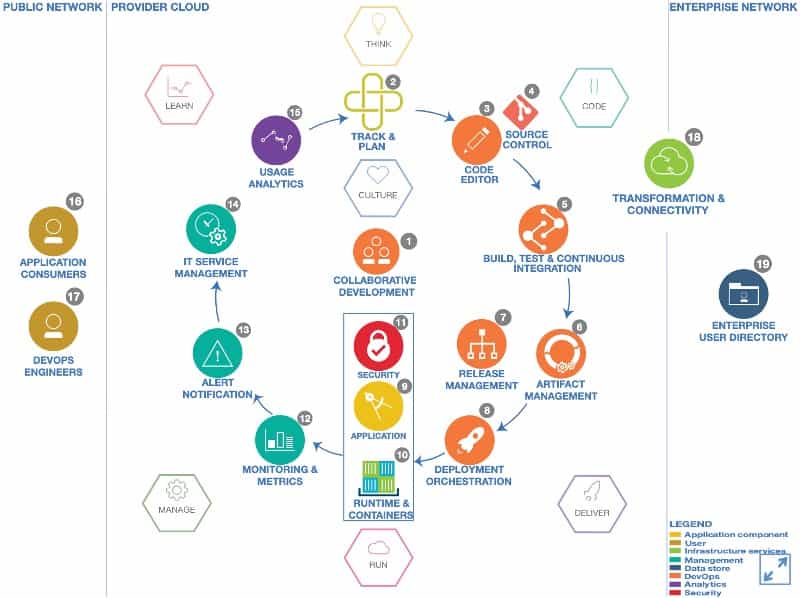 PUBLIC NETWORK
PROVIDER CLOUD
ENTERPRISE NETWORK
THINK
LEARN
CODE
2
TRACK &
PLAN
3
CODE
EDITOR
4
SOURCE
CONTROL
15
USAGE
ANALYTICS
CULTURE
18
TRANSFORMATION &
CONNECTIVITY
16
APPLICATION
CONSUMERS
14
IT SERVICE
MANAGEMENT
1
COLLABORATIVE
DEVELOPMENT
5
BUILD, TEST & CONTINUOUS
INTEGRATION
19
ENTERPRISE
USER DIRECTORY
17
DEVOPS
ENGINEERS
13
ALERT
NOTIFICATION
11
SECURITY
7
RELEASE
MANAGEMENT
6
ARTIFACT
MANAGEMENT
9
APPLICATION
12
MONITORING &
METRICS
8
DEPLOYMENT
ORCHESTRATION
10
RUNTIME &
CONTAINERS
MANAGE
DELIVER
RUN
LEGEND
Application component
User
Infrastructure services
Management
Data store
DevOps
Analytics
Security